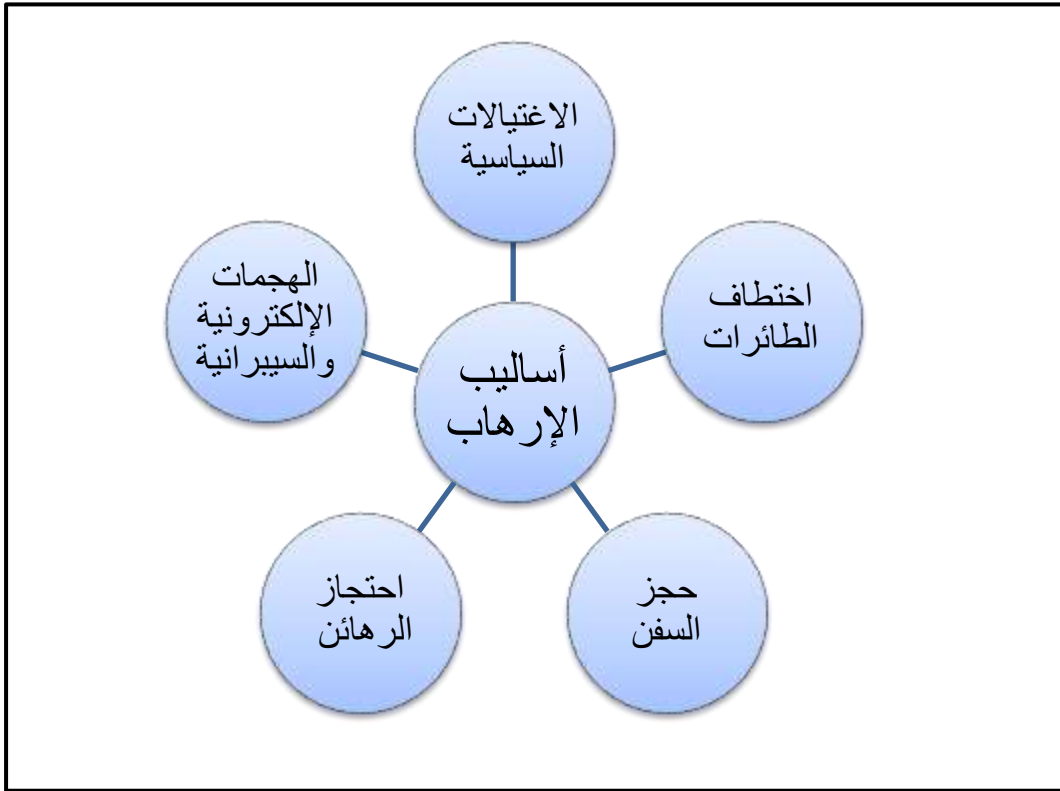 الاغتيالات
السياسية
اختطاف
الطائرات
حجز
السفن
احتجاز
الرهائن
الهجمات
الإلكترونية
والسيبرانية
أساليب
الإرهاب